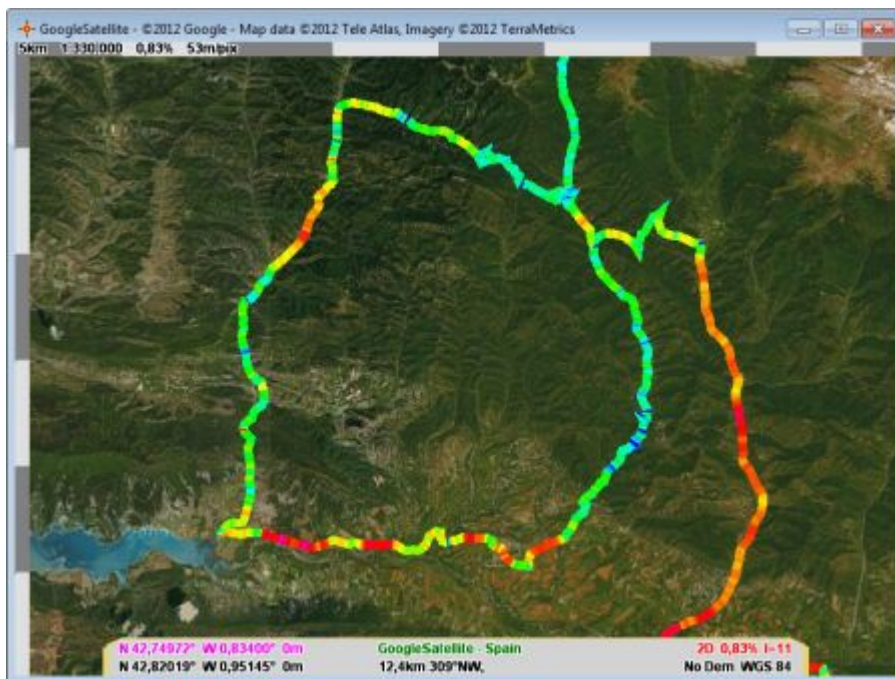 GoogleSatellite - ©2012 Google - Map data ©2012 Tele Atlas, Imagery ©2012 TerraMetrics
5km 1:330.000 0,83% 53m/pix
N 42,74972° W 0,83400° 0m GoogleSatellite - Spain 2D 0,83% I-11
N 42,82019° W 0,95145° 0m 12,4km 309°NW, No Dem WGS 84